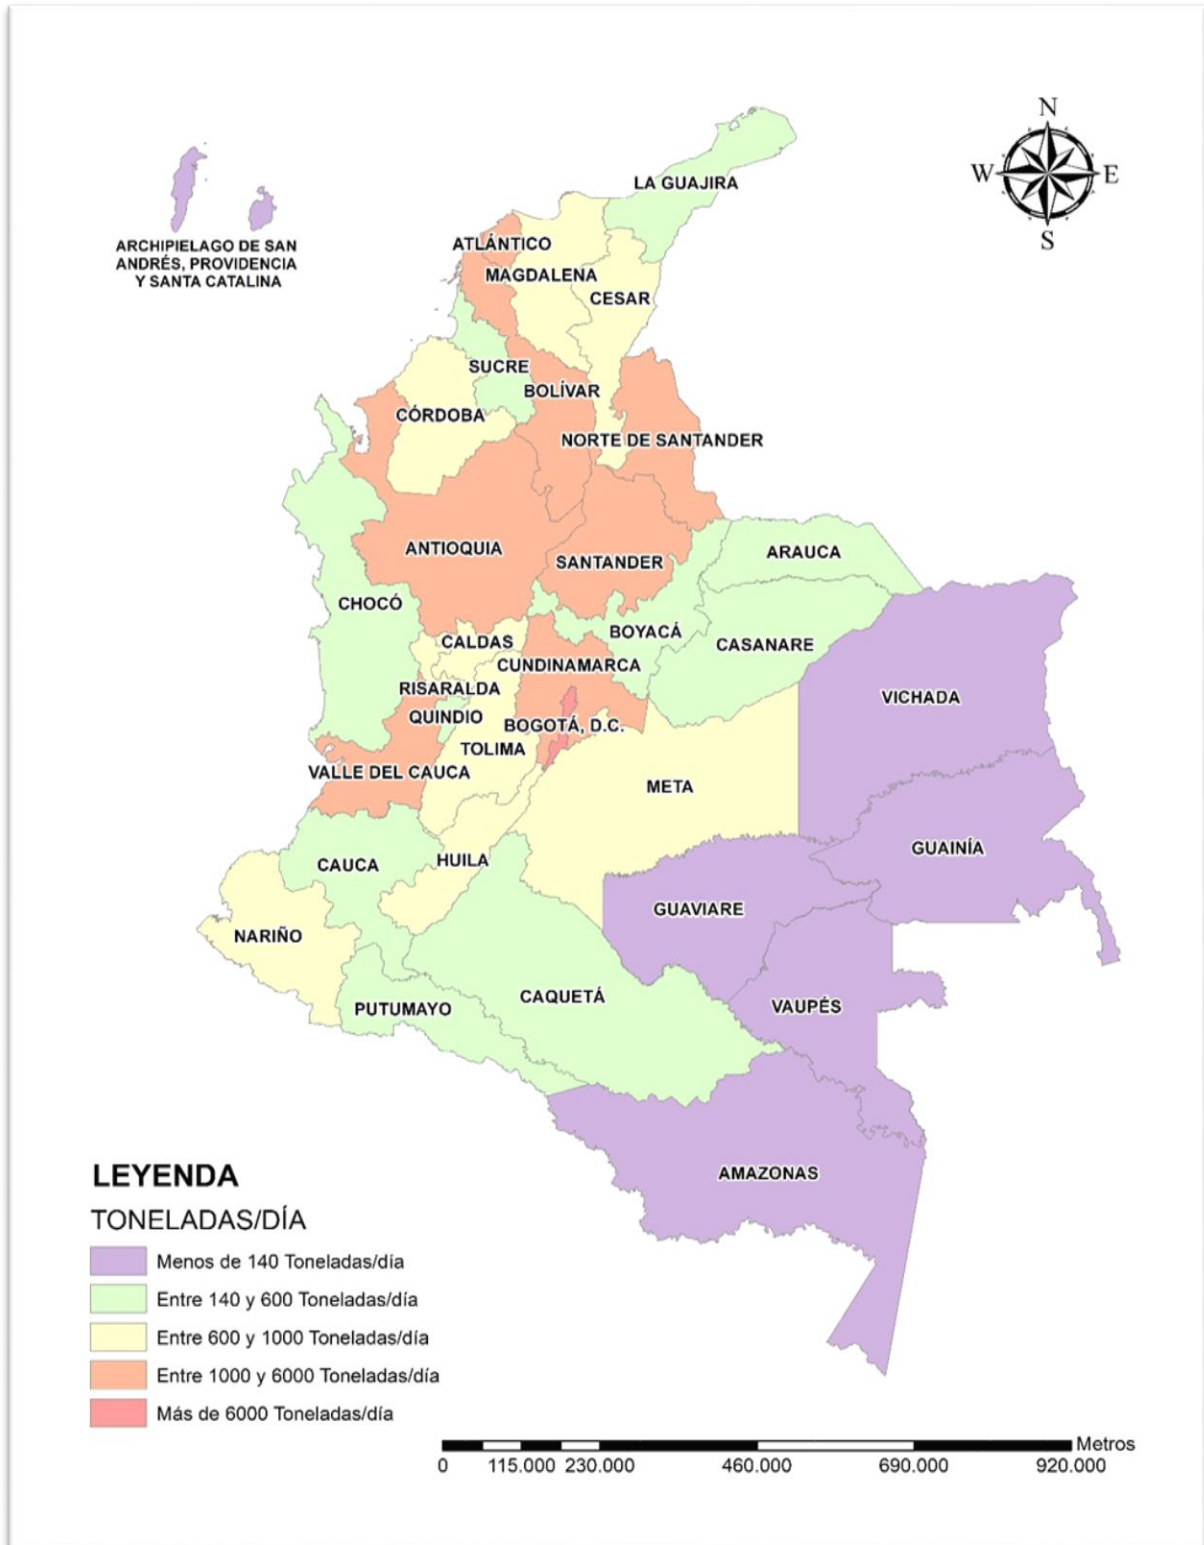 N
W
E
S
LA GUAJIRA
ARCHIPIELAGO DE SAN
ANDRÉS, PROVIDENCIA
Y SANTA CATALINA
ATLÁNTICO
MAGDALENA
CESAR
SUCRE
BOLÍVAR
CÓRDOBA
NORTE DE SANTANDER
ANTIOQUIA
SANTANDER
ARAUCA
CHOCÓ
BOYACÁ
CASANARE
CALDAS
CUNDINAMARCA
RISARALDA
VICHADA
QUINDIO
BOGOTÁ, D.C.
TOLIMA
VALLE DEL CAUCA
META
GUAINÍA
HUILA
CAUCA
GUAVIARE
NARIÑO
CAQUETÁ
VAUPÉS
PUTUMAYO
AMAZONAS
LEYENDA
TONELADAS/DÍA
Menos de 140 Toneladas/día
Entre 140 y 600 Toneladas/día
Entre 600 y 1000 Toneladas/día
Entre 1000 y 6000 Toneladas/día
Más de 6000 Toneladas/día
Metros
0 115.000 230.000 460.000 690.000 920.000